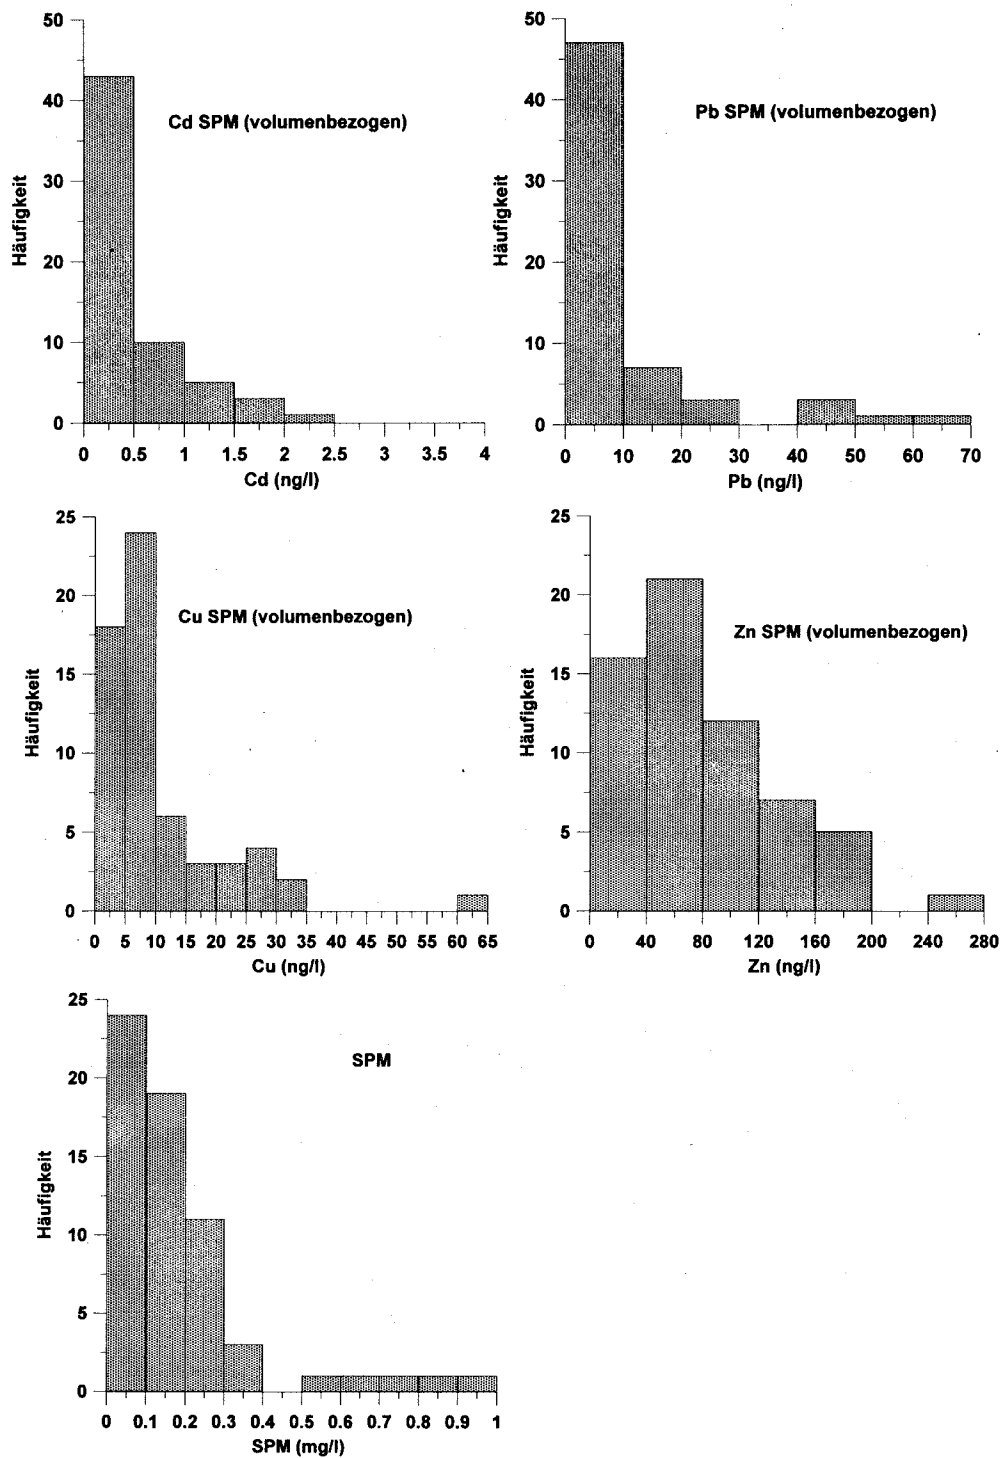 50
40
30
20
10
0
Häufigkeit
Cd SPM (volumenbezogen)
0 0.5 1 1.5 2 2.5 3 3.5 4
Cd (ng/l)
50
40
30
20
10
0
Häufigkeit
Pb SPM (volumenbezogen)
0 10 20 30 40 50 60 70
Pb (ng/l)
25
20
15
10
5
0
Häufigkeit
Cu SPM (volumenbezogen)
0 5 10 15 20 25 30 35 40 45 50 55 60 65
Cu (ng/l)
25
20
15
10
5
0
Häufigkeit
Zn SPM (volumenbezogen)
0 40 80 120 160 200 240 280
Zn (ng/l)
25
20
15
10
5
0
Häufigkeit
SPM
0 0.1 0.2 0.3 0.4 0.5 0.6 0.7 0.8 0.9 1
SPM (mg/l)